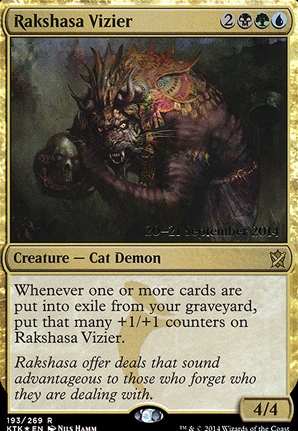 Rakshasa Vizier 2
20–21 September 2014
Creature — Cat Demon
Whenever one or more cards are
put into exile from your graveyard,
put that many +1/+1 counters on
Rakshasa Vizier.
Rakshasa offer deals that sound
advantageous to those who forget who
they are dealing with.
4/4
193/269 R
KTK ★ EN Nils Hamm
™ & © 2014 Wizards of the Coast